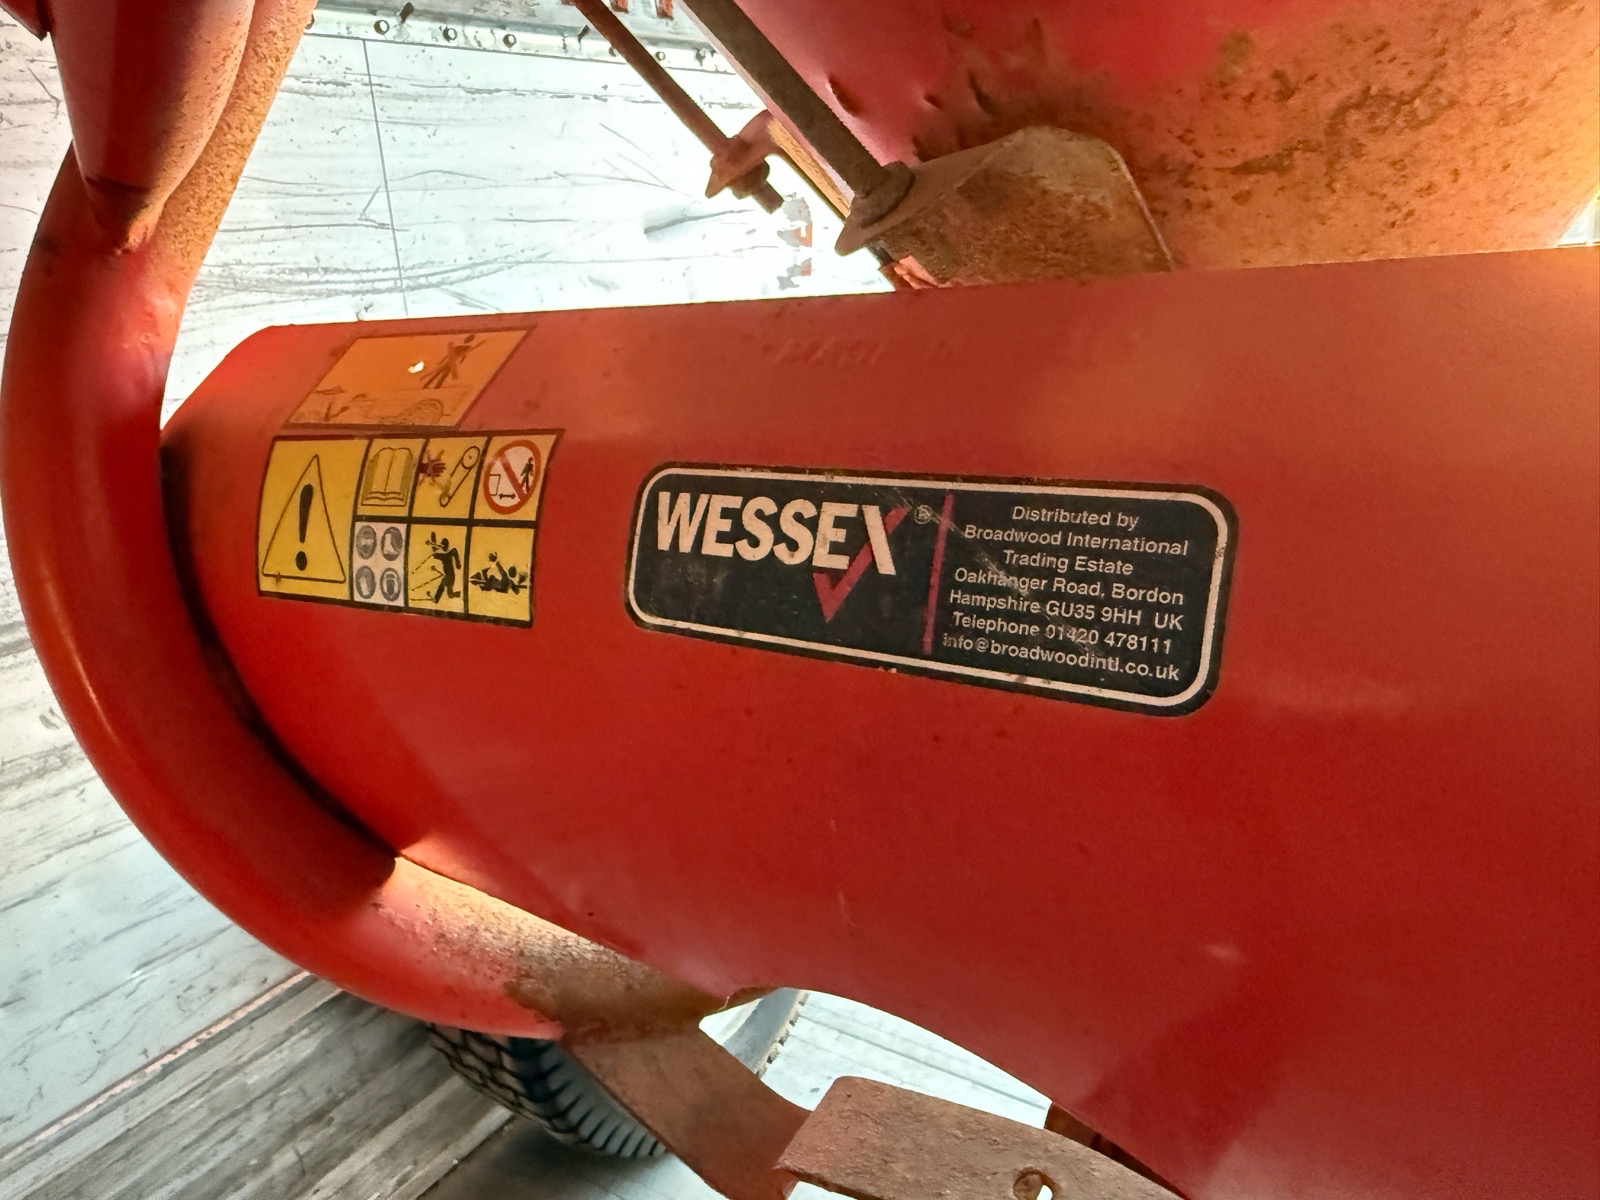 WESSEX®
Distributed by
Broadwood International
Trading Estate
Oakhanger Road, Bordon
Hampshire GU35 9HH UK
Telephone 01420 478111
info@broadwoodintl.co.uk